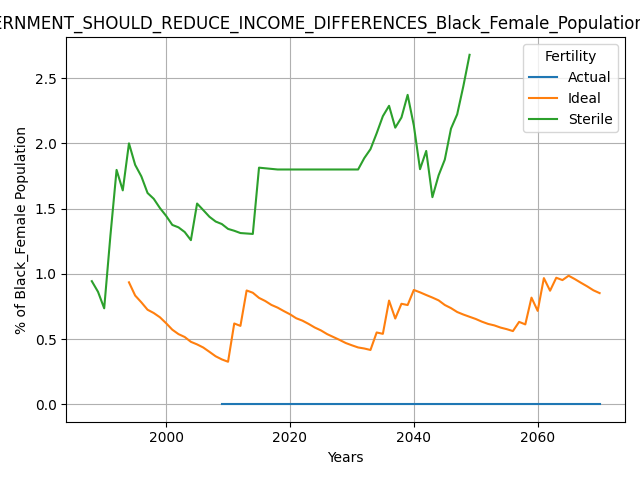 ERNMENT_SHOULD_REDUCE_INCOME_DIFFERENCES_Black_Female_Population
Fertility
Actual
Ideal
Sterile
% of Black_Female Population
2.5
2.0
1.5
1.0
0.5
0.0
2000 2020 2040 2060
Years